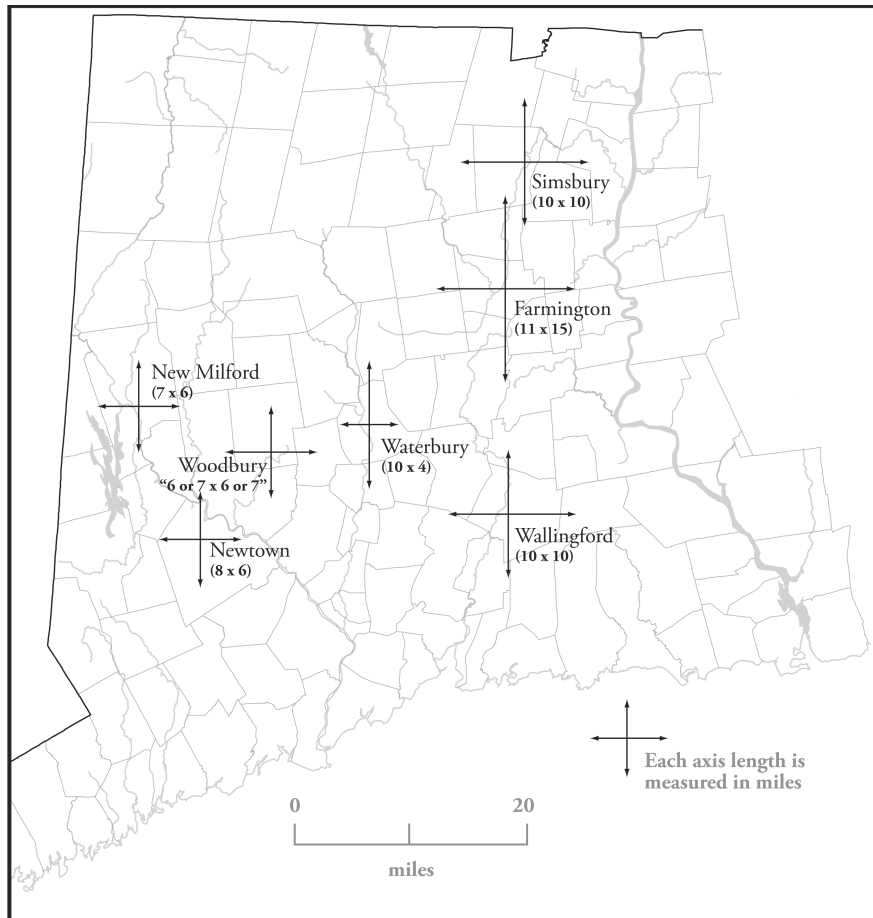 Simsbury
(10 x 10)
Farmington
(11 x 15)
New Milford
(7 x 6)
Waterbury
(10 x 4)
Woodbury
“6 or 7 x 6 or 7”
Wallingford
(10 x 10)
Newtown
(8 x 6)
Each axis length is
measured in miles
0 20
miles